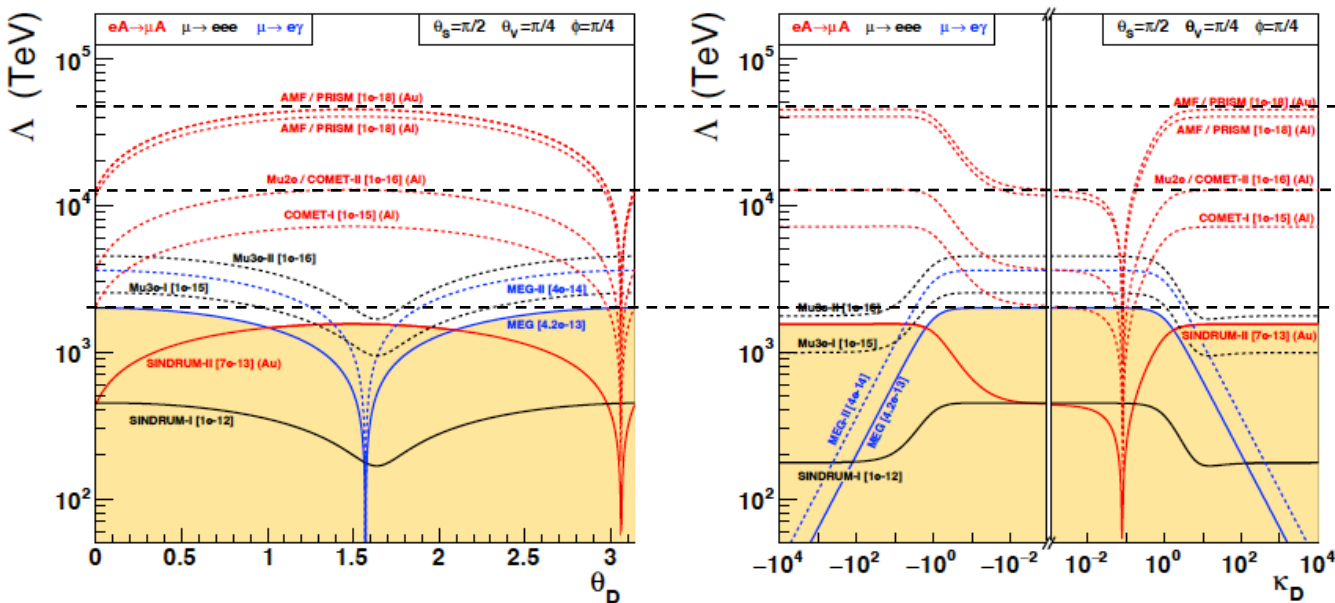 eA→μA μ→eee μ→eγ
θS=π/2 θV=π/4 ϕ=π/4
Λ (TeV)
10^5
10^4
10^3
10^2
AMF / PRISM [1e-18] (Au)
AMF / PRISM [1e-18] (Al)
Mu2e / COMET-II [1e-16] (Al)
COMET-I [1e-15] (Al)
Mu3e-II [1e-16]
Mu3e-I [1e-15]
MEG-II [4e-14]
MEG [4.2e-13]
SINDRUM-II [7e-13] (Au)
SINDRUM-I [1e-12]
0 0.5 1 1.5 2 2.5 3
θD
eA→μA μ→eee μ→eγ
θS=π/2 θV=π/4 ϕ=π/4
Λ (TeV)
10^5
10^4
10^3
10^2
AMF / PRISM [1e-18] (Au)
AMF / PRISM [1e-18] (Al)
Mu2e / COMET-II [1e-16] (Al)
COMET-I [1e-15] (Al)
Mu3e-II [1e-16]
SINDRUM-II [7e-13] (Au)
Mu3e-I [1e-15]
MEG-II [4e-14]
MEG [4.2e-13]
SINDRUM-I [1e-12]
−10^4 −10^2 −10^0 −10^-2 10^-2 10^0 10^2 10^4
κD